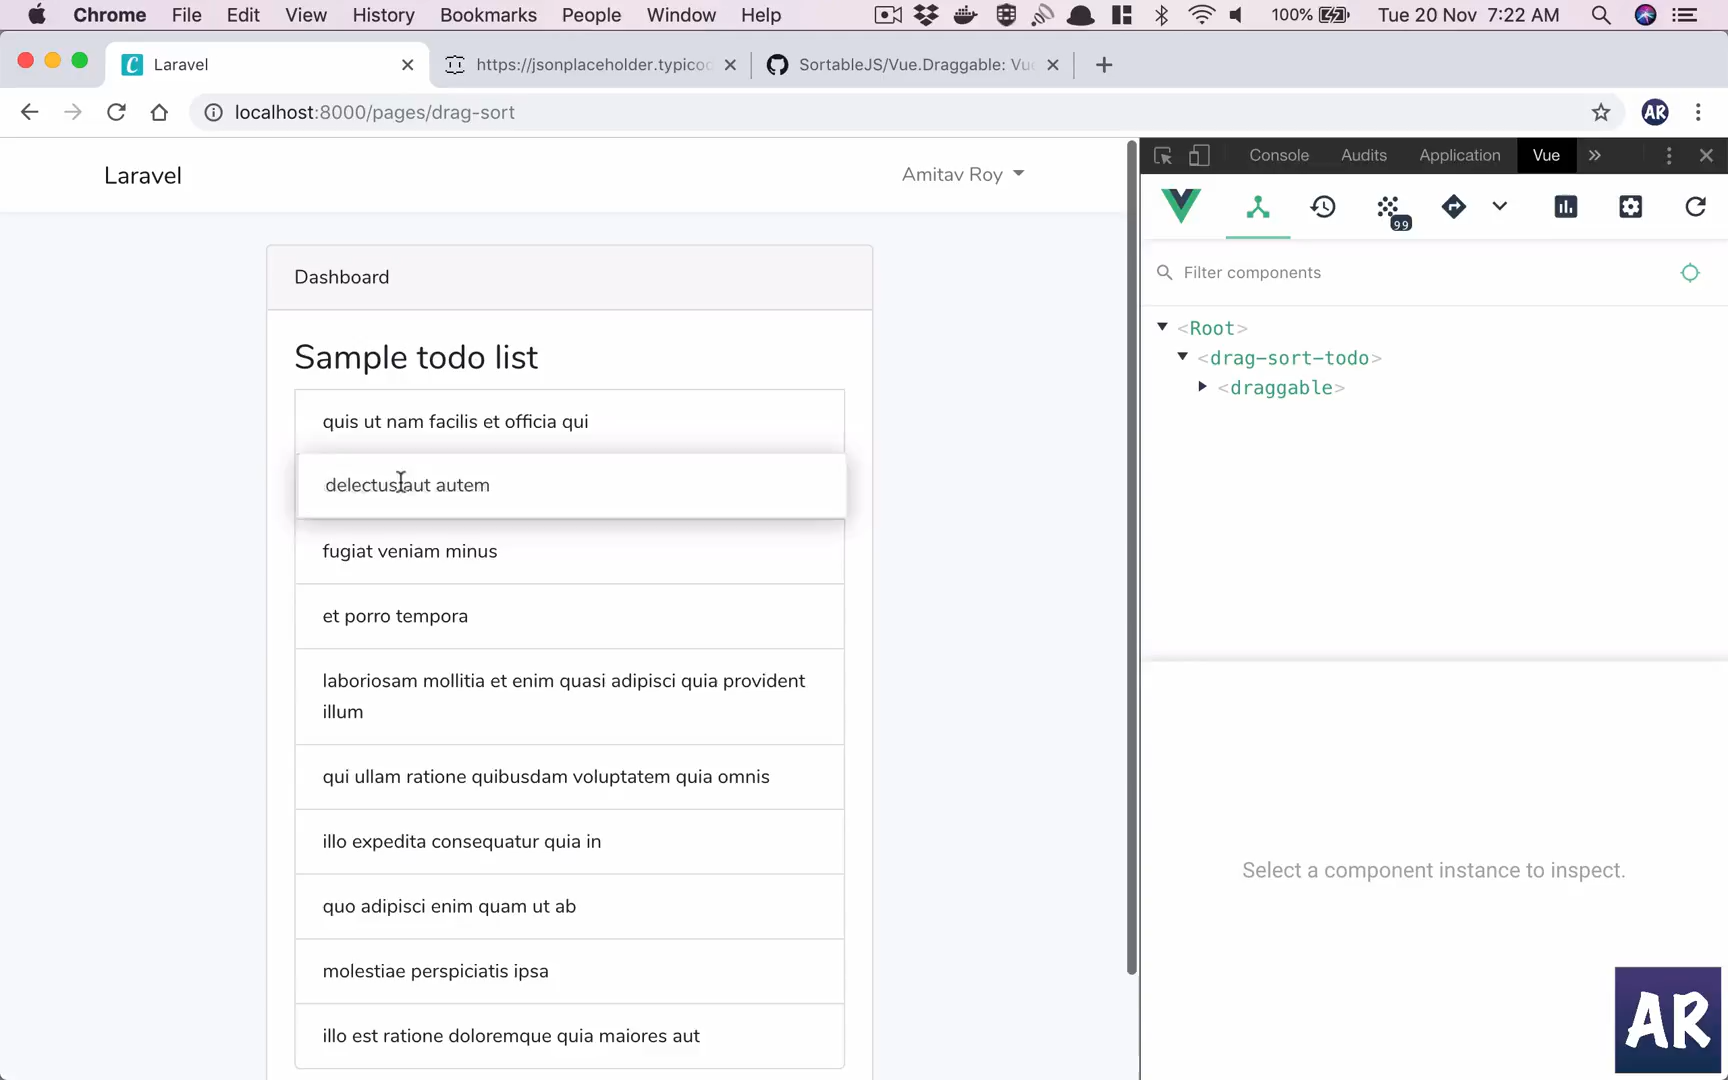 Chrome File Edit View History Bookmarks People Window Help 100% Tue 20 Nov 7:22 AM
Laravel
https://jsonplaceholder.typico
SortableJS/Vue.Draggable: Vu
localhost:8000/pages/drag-sort
AR
Laravel
Amitav Roy
Console Audits Application Vue
99
Filter components
<Root>
<drag-sort-todo>
<draggable>
Select a component instance to inspect.
Dashboard
Sample todo list
quis ut nam facilis et officia qui
delectus aut autem
fugiat veniam minus
et porro tempora
laboriosam mollitia et enim quasi adipisci quia provident
illum
qui ullam ratione quibusdam voluptatem quia omnis
illo expedita consequatur quia in
quo adipisci enim quam ut ab
molestiae perspiciatis ipsa
illo est ratione doloremque quia maiores aut
AR